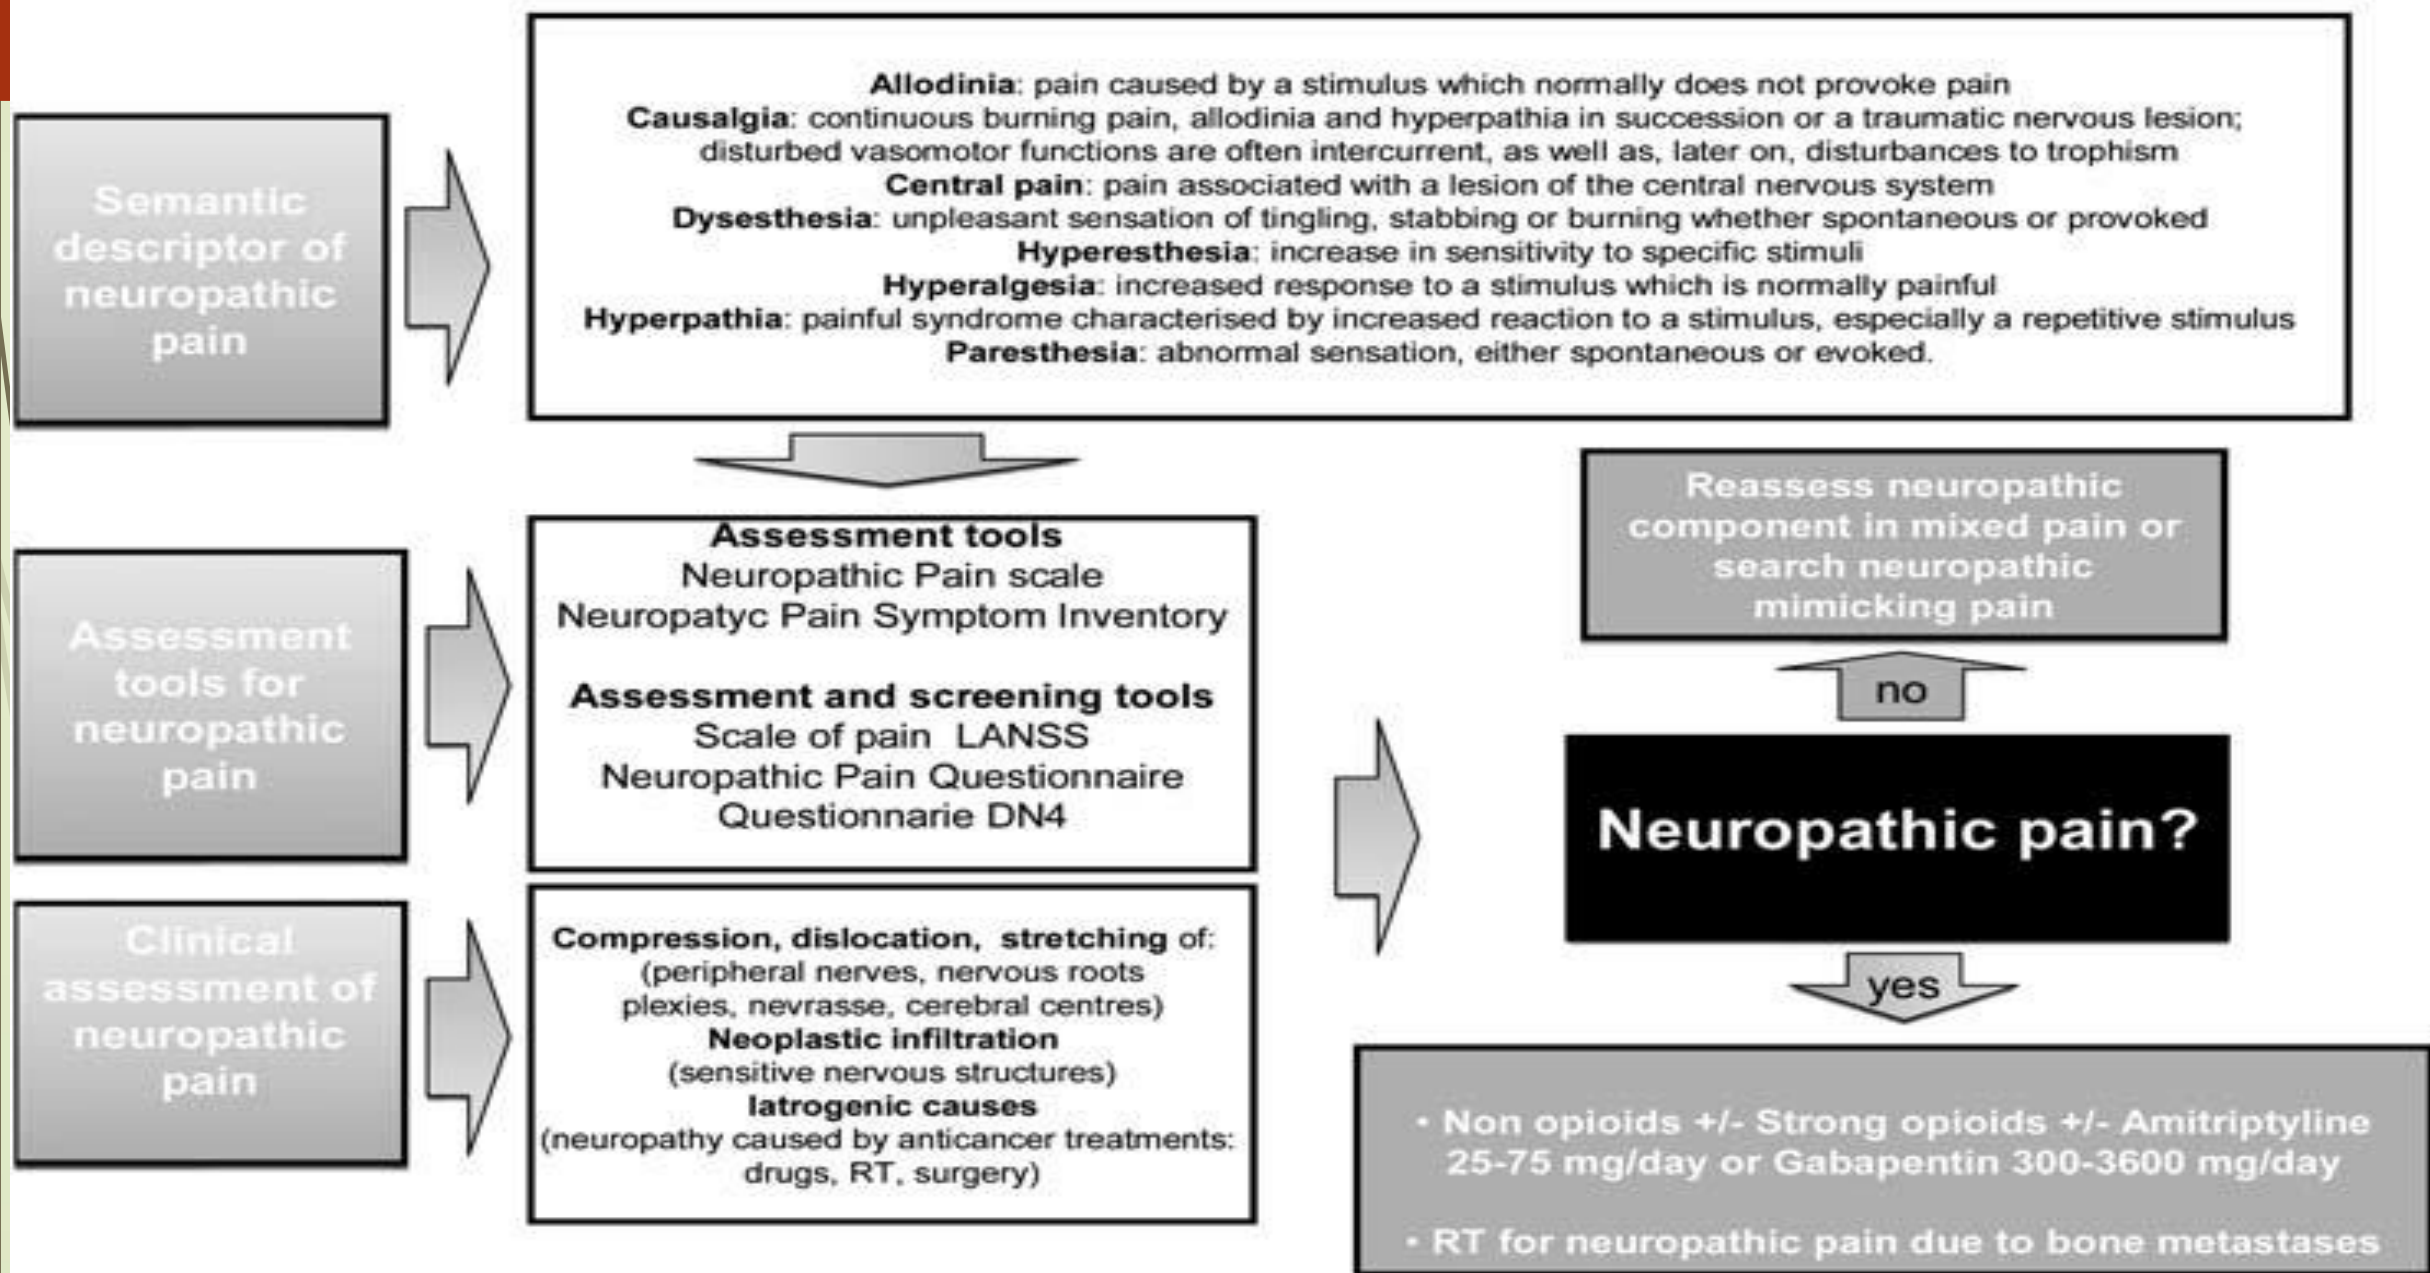 Semantic
descriptor of
neuropathic
pain
Allodinia: pain caused by a stimulus which normally does not provoke pain
Causalgia: continuous burning pain, allodinia and hyperpathia in succession or a traumatic nervous lesion;
disturbed vasomotor functions are often intercurrent, as well as, later on, disturbances to trophism
Central pain: pain associated with a lesion of the central nervous system
Dysesthesia: unpleasant sensation of tingling, stabbing or burning whether spontaneous or provoked
Hyperesthesia: increase in sensitivity to specific stimuli
Hyperalgesia: increased response to a stimulus which is normally painful
Hyperpathia: painful syndrome characterised by increased reaction to a stimulus, especially a repetitive stimulus
Paresthesia: abnormal sensation, either spontaneous or evoked.
Assessment
tools for
neuropathic
pain
Assessment tools
Neuropathic Pain scale
Neuropatyc Pain Symptom Inventory
Assessment and screening tools
Scale of pain LANSS
Neuropathic Pain Questionnaire
Questionnarie DN4
Clinical
assessment of
neuropathic
pain
Compression, dislocation, stretching of:
(peripheral nerves, nervous roots
plexies, nevrasse, cerebral centres)
Neoplastic infiltration
(sensitive nervous structures)
Iatrogenic causes
(neuropathy caused by anticancer treatments:
drugs, RT, surgery)
Reassess neuropathic
component in mixed pain or
search neuropathic
mimicking pain
no
Neuropathic pain?
yes
• Non opioids +/- Strong opioids +/- Amitriptyline
25-75 mg/day or Gabapentin 300-3600 mg/day
• RT for neuropathic pain due to bone metastases